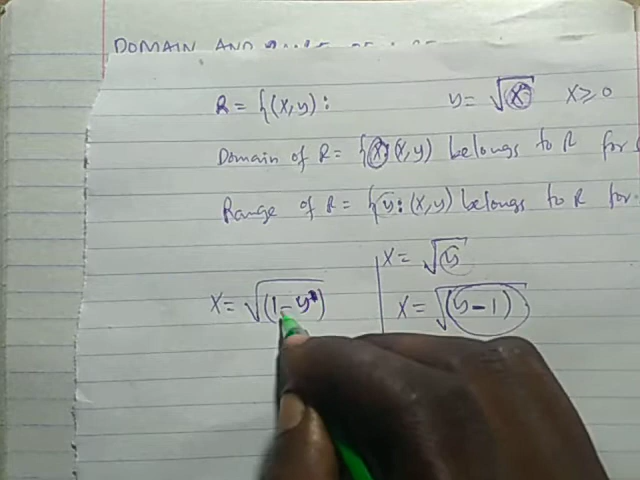 DOMAIN AND
R = {(x,y): y = √x x ≥ 0
Domain of R = {x: (x,y) belongs to R for
Range of R = {y: (x,y) belongs to R for
x = √y
x = √(1-y²) x = √(y-1)